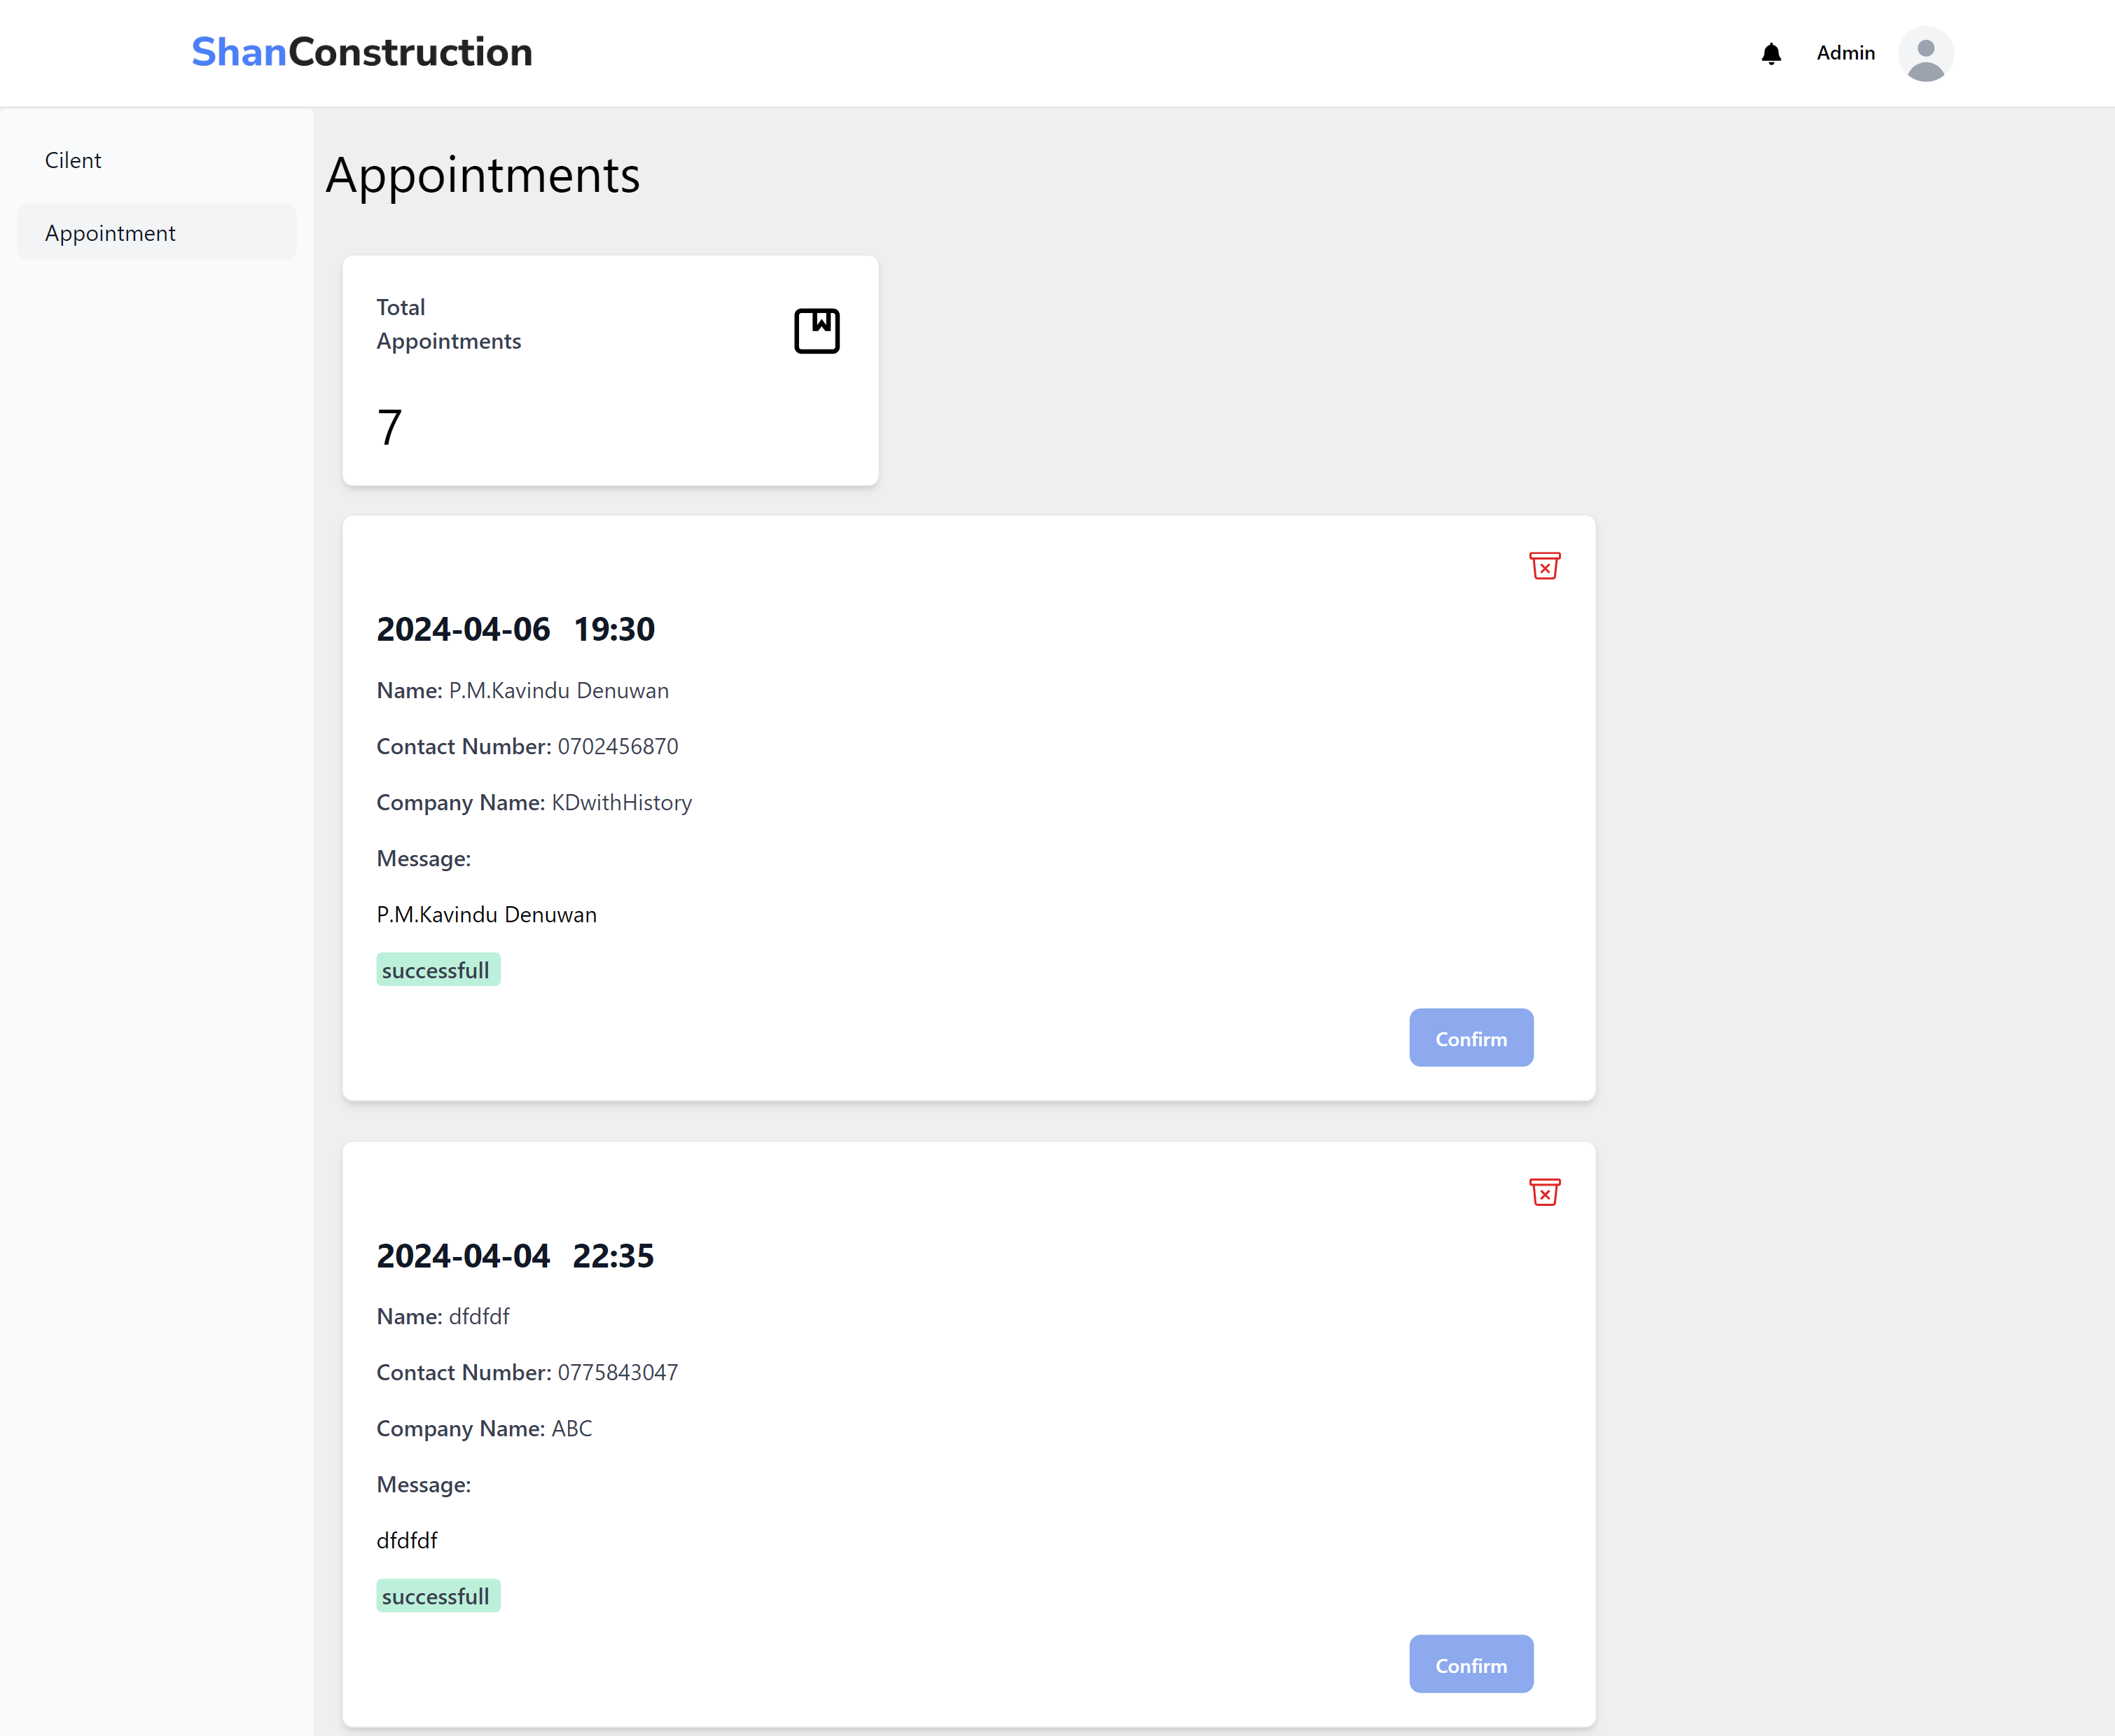 ShanConstruction
Admin
Cilent
Appointment
Appointments
Total
Appointments
7
2024-04-06 19:30
Name: P.M.Kavindu Denuwan
Contact Number: 0702456870
Company Name: KDwithHistory
Message:
P.M.Kavindu Denuwan
successfull
Confirm
2024-04-04 22:35
Name: dfdfdf
Contact Number: 0775843047
Company Name: ABC
Message:
dfdfdf
successfull
Confirm